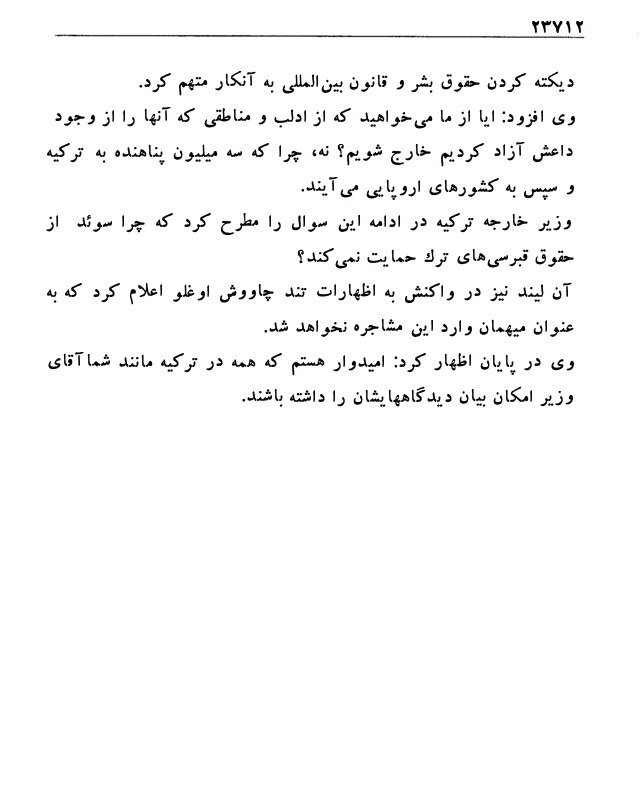 ۲۳۷۱۲
دیکته کردن حقوق بشر و قانون بین‌المللی به آنکار متهم کرد.
وی افزود: ایا از ما می‌خواهید که از ادلب و مناطقی که آنها را از وجود
داعش آزاد کردیم خارج شویم؟ نه، چرا که سه میلیون پناهنده به ترکیه
و سپس به کشورهای اروپایی می‌آیند.
وزیر خارجه ترکیه در ادامه این سوال را مطرح کرد که چرا سوئد از
حقوق قبرسی‌های ترك حمایت نمی‌کند؟
آن لیند نیز در واکنش به اظهارات تند چاووش اوغلو اعلام کرد که به
عنوان میهمان وارد این مشاجره نخواهد شد.
وی در پایان اظهار کرد: امیدوار هستم که همه در ترکیه مانند شما آقای
وزیر امکان بیان دیدگاههایشان را داشته باشند.